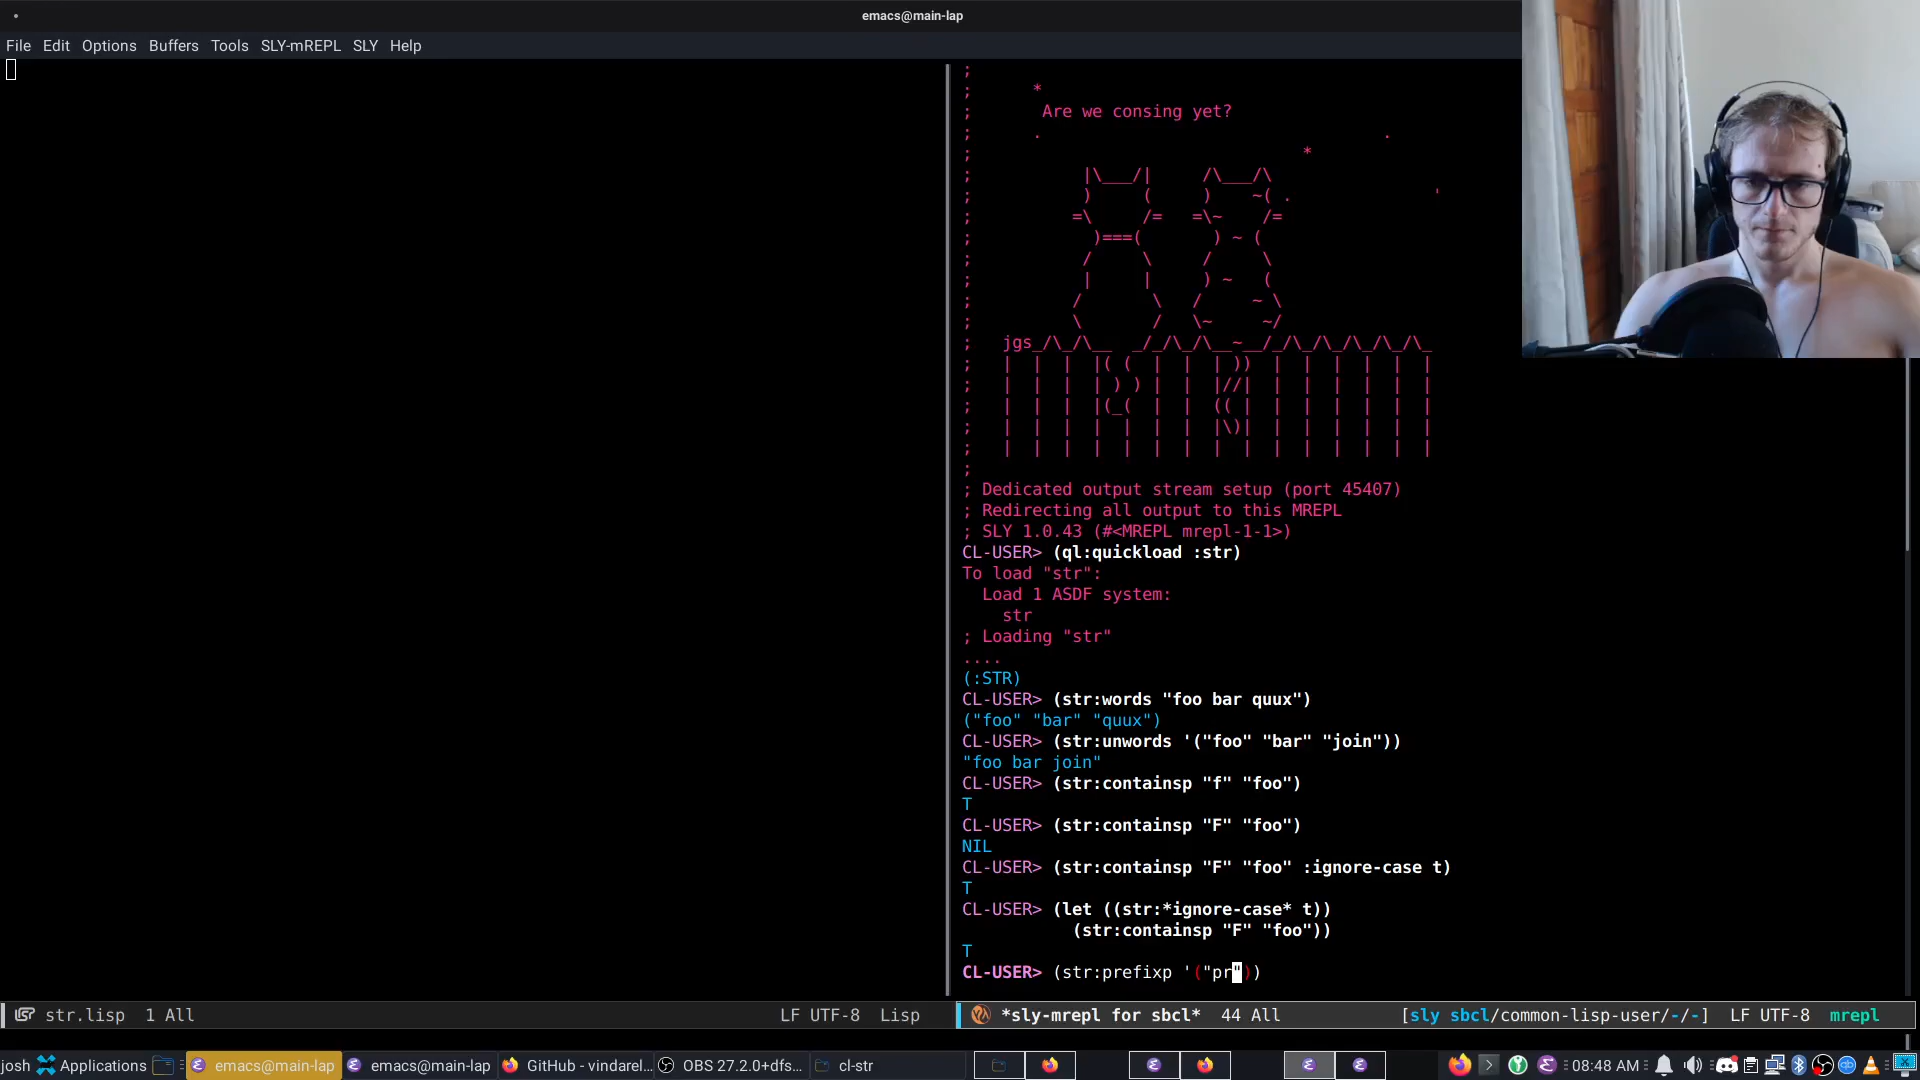 emacs@main-lap
File Edit Options Buffers Tools SLY-mREPL SLY Help
;
; *
; Are we consing yet?
; . .
; *
; |\___/| /\___/\
; ) ( ) ~( . '
; =\ /= =\~ /=
; )===( ) ~ (
; / \ / \
; | | ) ~ (
; / \ / ~ \
; \ / \~ ~/
; jgs_/\_/\__ _/_/\_/\__~__/_/\_/\_/\_/\_/\_
; | | | |( ( | | | )) | | | | | | |
; | | | | ) ) | | |//| | | | | | |
; | | | |(_( | | (( | | | | | | |
; | | | | | | | |\)| | | | | | |
; | | | | | | | | | | | | | | |
;
; Dedicated output stream setup (port 45407)
; Redirecting all output to this MREPL
; SLY 1.0.43 (#<MREPL mrepl-1-1>)
CL-USER> (ql:quickload :str)
To load "str":
Load 1 ASDF system:
str
; Loading "str"
....
(:STR)
CL-USER> (str:words "foo bar quux")
("foo" "bar" "quux")
CL-USER> (str:unwords '("foo" "bar" "join"))
"foo bar join"
CL-USER> (str:containsp "f" "foo")
T
CL-USER> (str:containsp "F" "foo")
NIL
CL-USER> (str:containsp "F" "foo" :ignore-case t)
T
CL-USER> (let ((str:*ignore-case* t))
(str:containsp "F" "foo"))
T
CL-USER> (str:prefixp '("pr"))
str.lisp 1 All LF UTF-8 Lisp
*sly-mrepl for sbcl* 44 All [sly sbcl/common-lisp-user/-/-] LF UTF-8 mrepl
josh Applications emacs@main-lap emacs@main-lap GitHub - vindarel... OBS 27.2.0+dfs... cl-str 08:48 AM